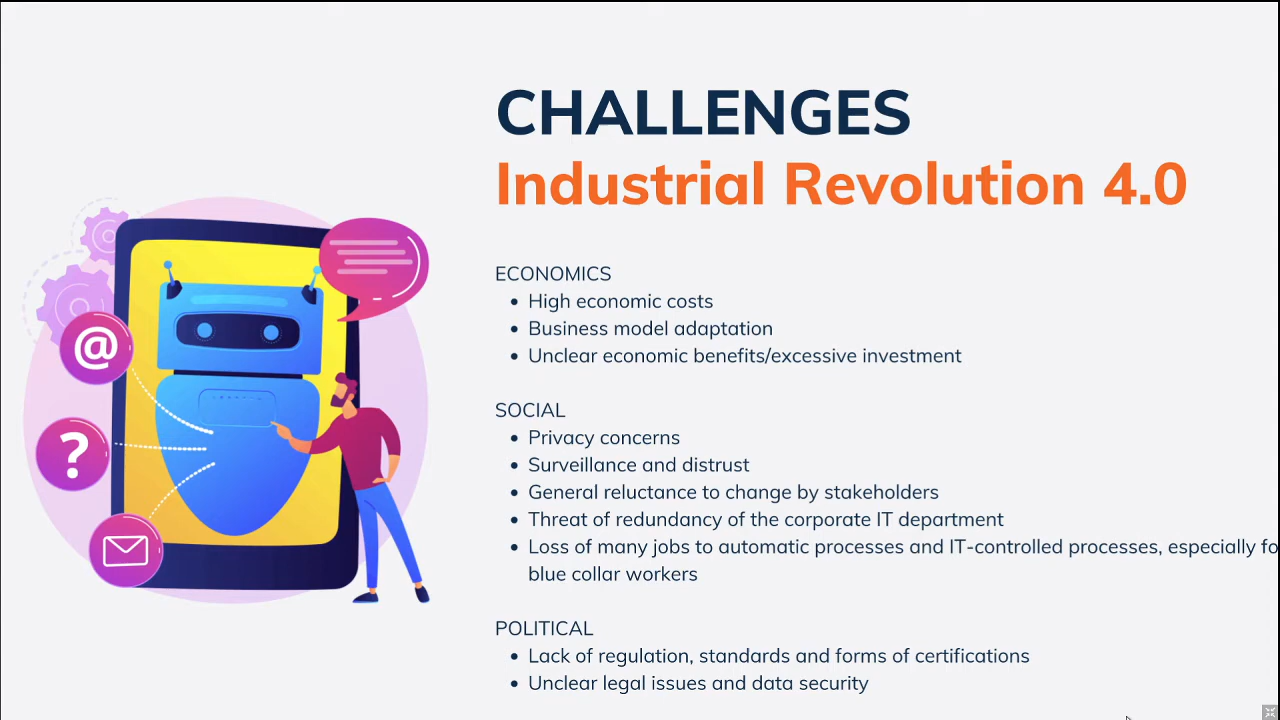 CHALLENGES
Industrial Revolution 4.0
ECONOMICS
• High economic costs
• Business model adaptation
• Unclear economic benefits/excessive investment
SOCIAL
• Privacy concerns
• Surveillance and distrust
• General reluctance to change by stakeholders
• Threat of redundancy of the corporate IT department
• Loss of many jobs to automatic processes and IT-controlled processes, especially fo
blue collar workers
POLITICAL
• Lack of regulation, standards and forms of certifications
• Unclear legal issues and data security
@
?